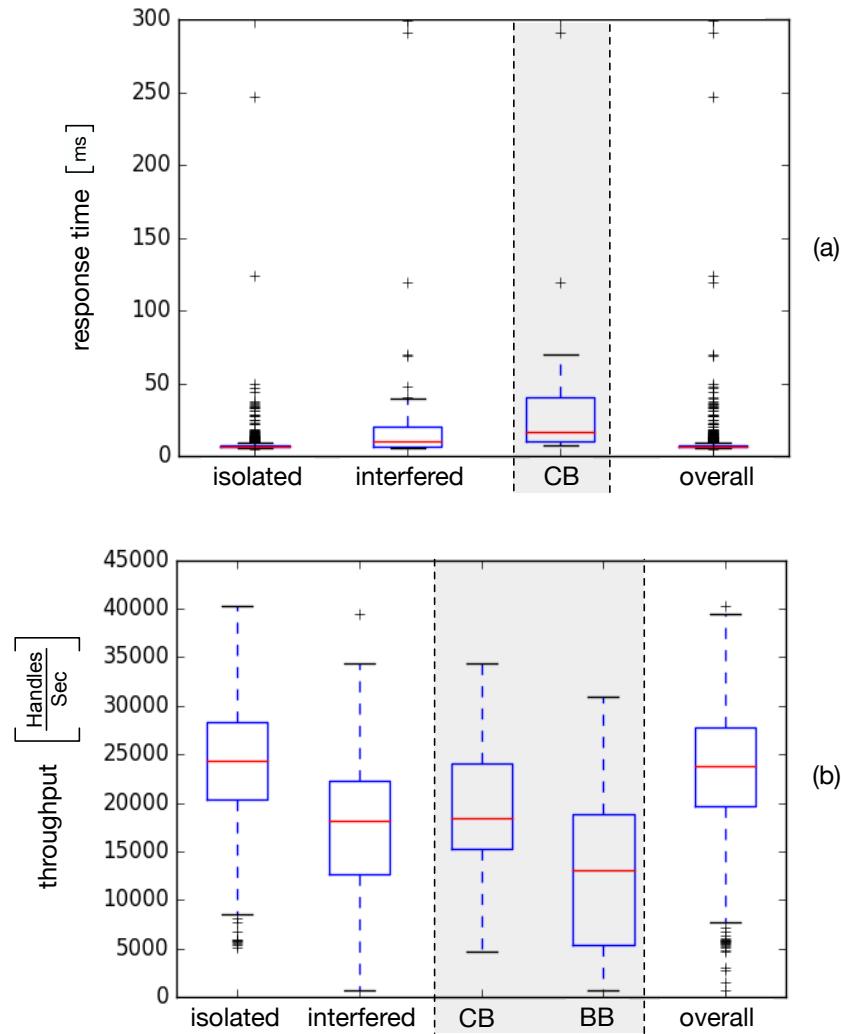 300
250
200
150
100
50
0
response time [ms]
isolated interfered CB overall
(a)
45000
40000
35000
30000
25000
20000
15000
10000
5000
0
throughput [Handles/Sec]
isolated interfered CB BB overall
(b)